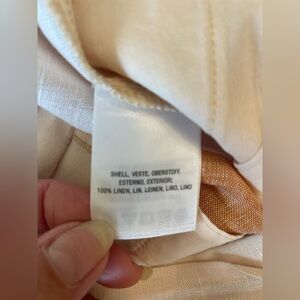 SHELL, VESTE, OBERSTOFF,
ESTERNO, EXTERIOR:
100% LINEN, LIN, LEINEN, LINO, LINO